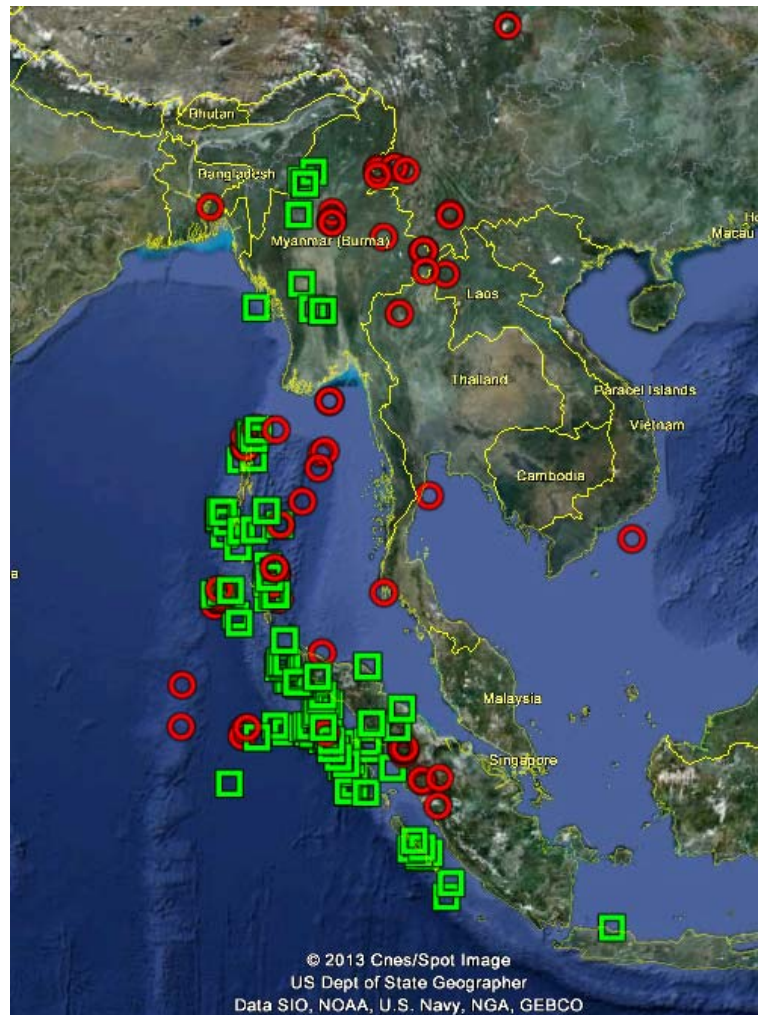 Bhutan
Bangladesh
Myanmar (Burma)
Macau
Laos
Thailand
Paracel Islands
Vietnam
Cambodia
a
Malaysia
Singapore
© 2013 Cnes/Spot Image
US Dept of State Geographer
Data SIO, NOAA, U.S. Navy, NGA, GEBCO